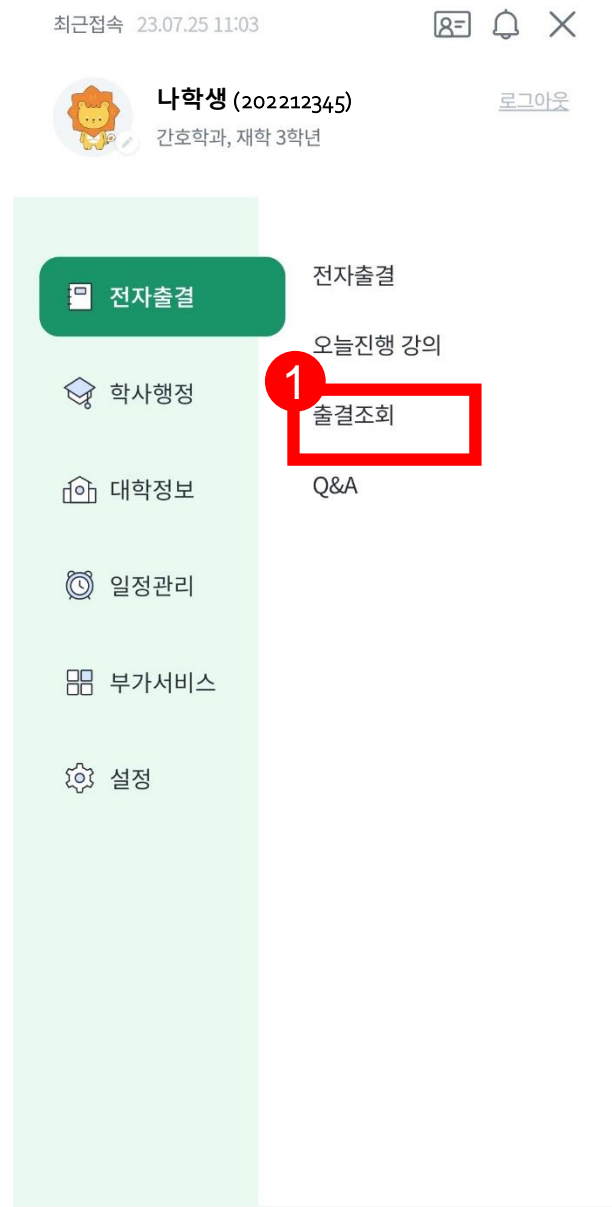 최근접속 23.07.25 11:03
나학생 (202212345)
로그아웃
간호학과, 재학 3학년
전자출결
학사행정
대학정보
일정관리
부가서비스
설정
전자출결
오늘진행 강의
1
출결조회
Q&A